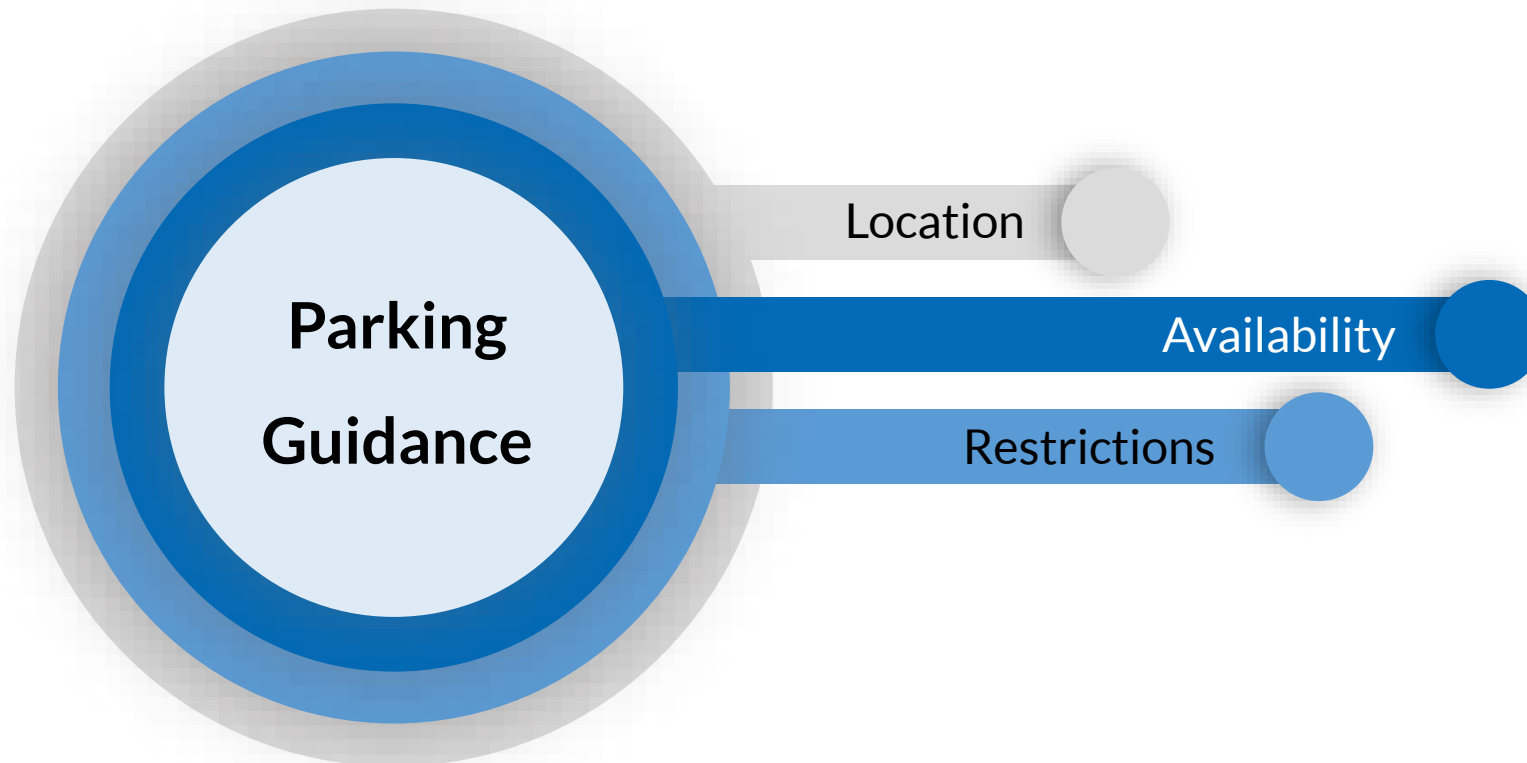 Parking
Guidance
Location
Availability
Restrictions